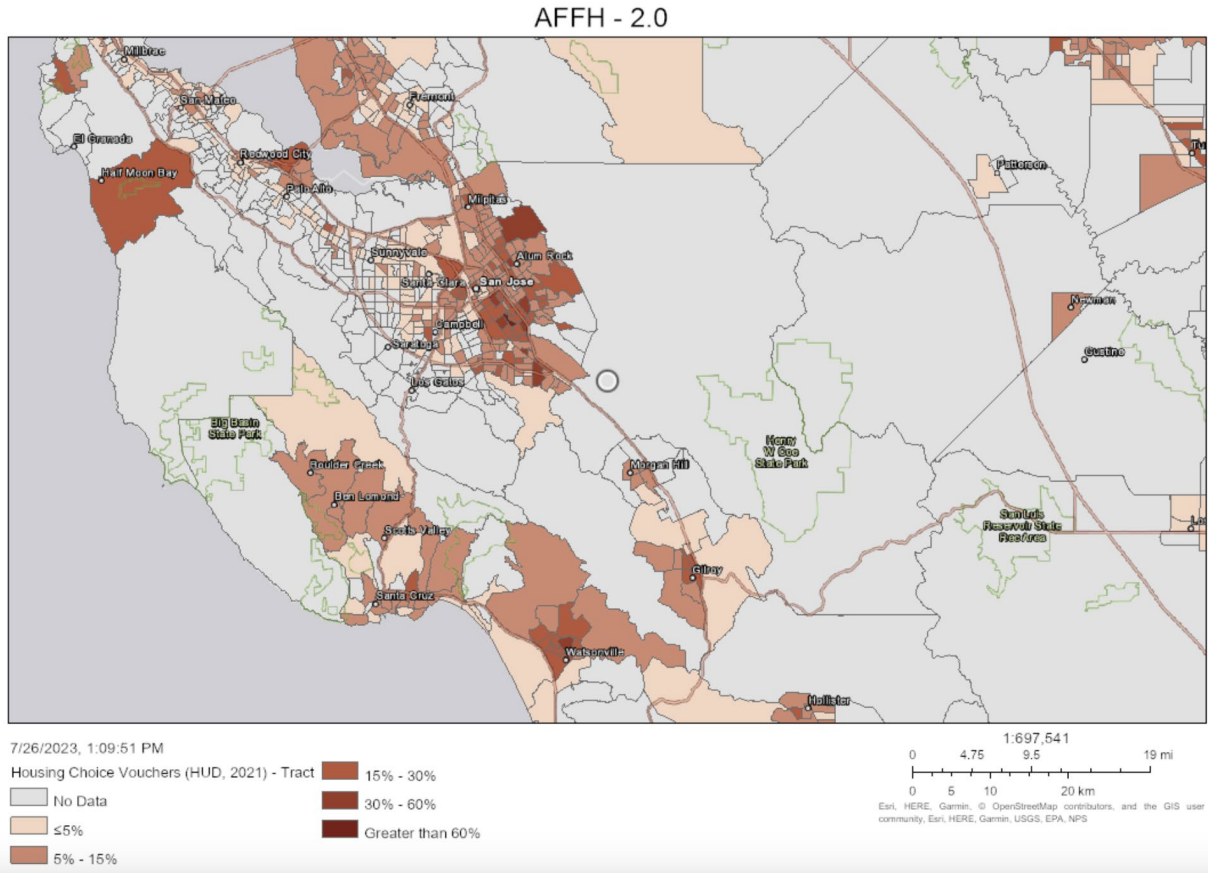 AFFH - 2.0
Millbrae
San Mateo
Fremont
El Granada
Redwood City
Half Moon Bay
Palo Alto
Patterson
Milpitas
Sunnyvale
Alum Rock
Santa Clara
San Jose
Newman
Campbell
Saratoga
Gustine
Los Gatos
Big Basin
State Park
Henry
W Coe
State Park
Boulder Creek
Morgan Hill
Ben Lomond
San Luis
Reservoir State
Rec Area
Lo
Scotts Valley
Gilroy
Santa Cruz
Watsonville
Hollister
Tu
7/26/2023, 1:09:51 PM
Housing Choice Vouchers (HUD, 2021) - Tract
No Data
≤5%
5% - 15%
15% - 30%
30% - 60%
Greater than 60%
1:697,541
0 4.75 9.5 19 mi
0 5 10 20 km
Esri, HERE, Garmin, © OpenStreetMap contributors, and the GIS user
community, Esri, HERE, Garmin, USGS, EPA, NPS